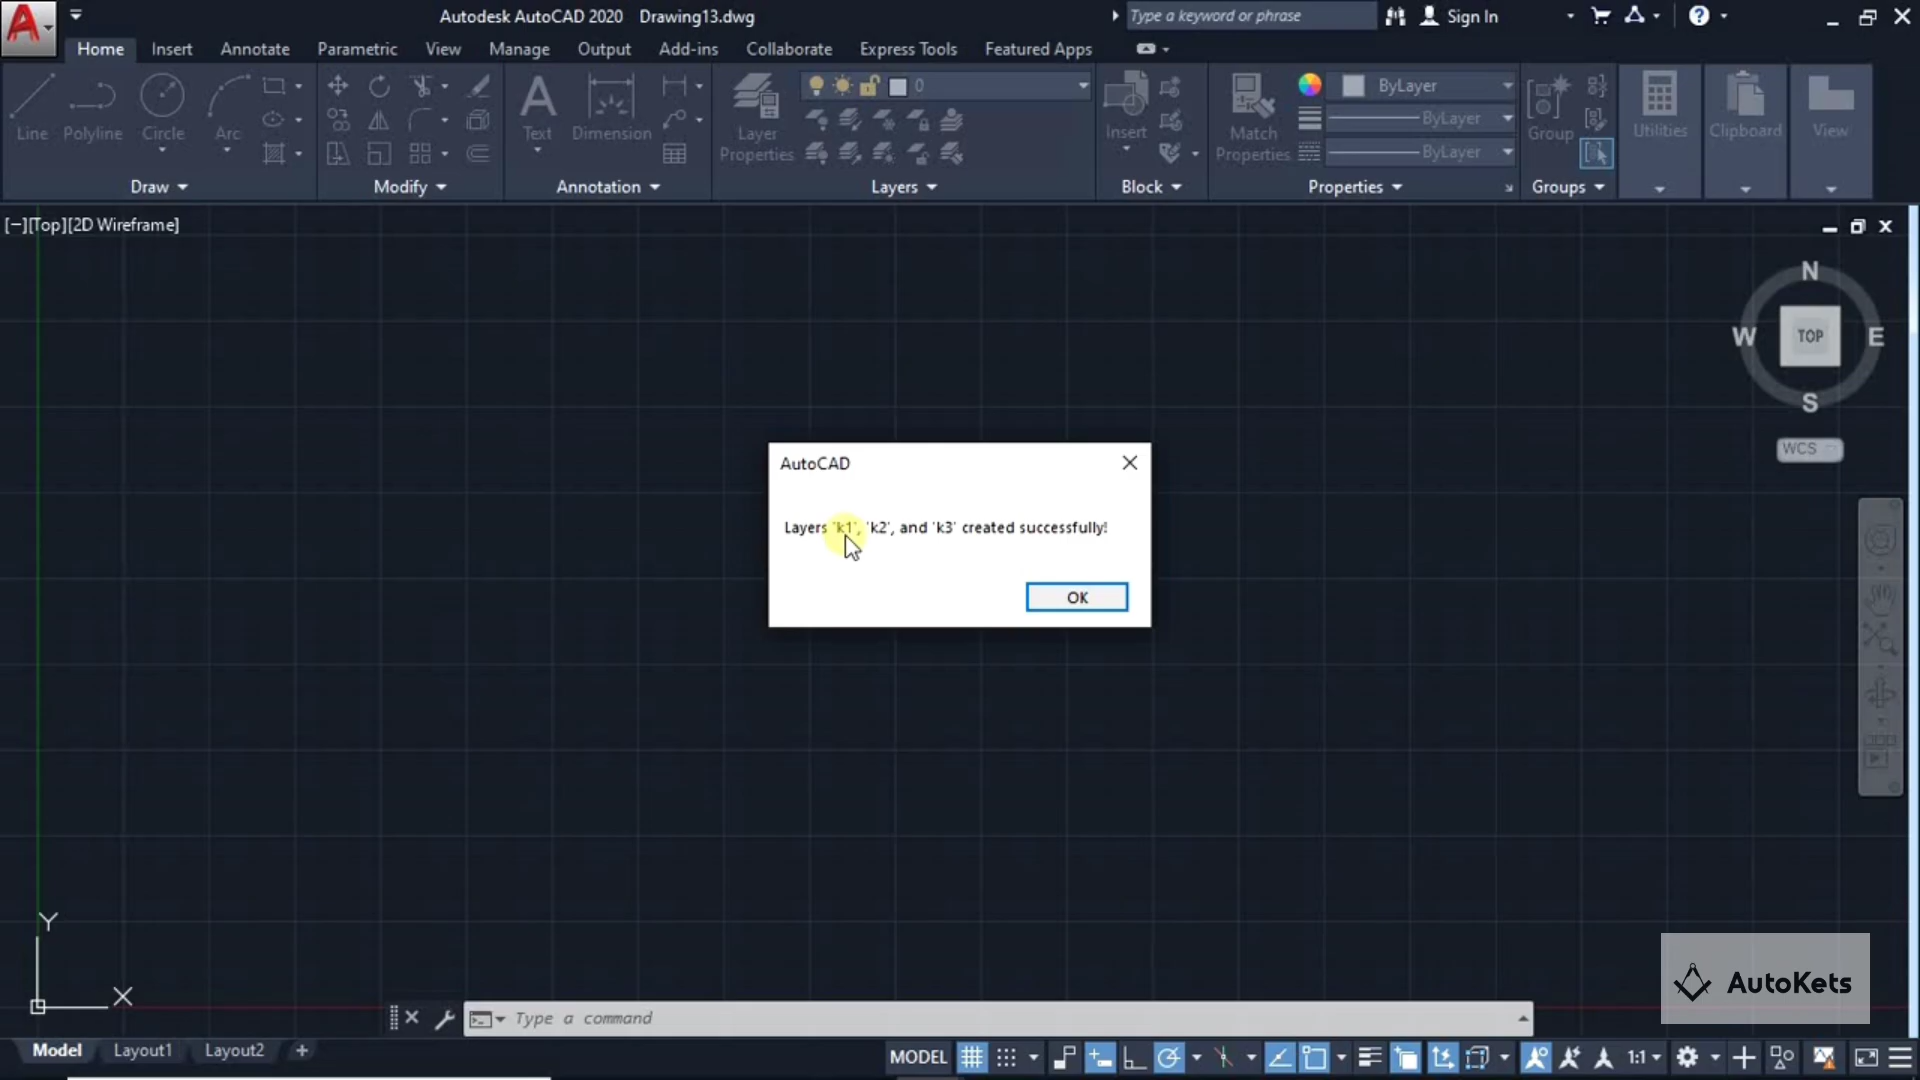 Autodesk AutoCAD 2020 Drawing13.dwg
Type a keyword or phrase
Sign In
Home Insert Annotate Parametric View Manage Output Add-ins Collaborate Express Tools Featured Apps
Line Polyline Circle Arc
Text Dimension
Layer Properties
0
Insert
Match Properties
ByLayer
ByLayer
ByLayer
Group
Utilities
Clipboard
View
Draw Modify Annotation Layers Block Properties Groups
[−][Top][2D Wireframe]
N
W TOP E
S
WCS
AutoCAD
Layers 'k1', 'k2', and 'k3' created successfully!
OK
Y
X
AutoKets
Type a command
Model Layout1 Layout2 +
MODEL
1:1